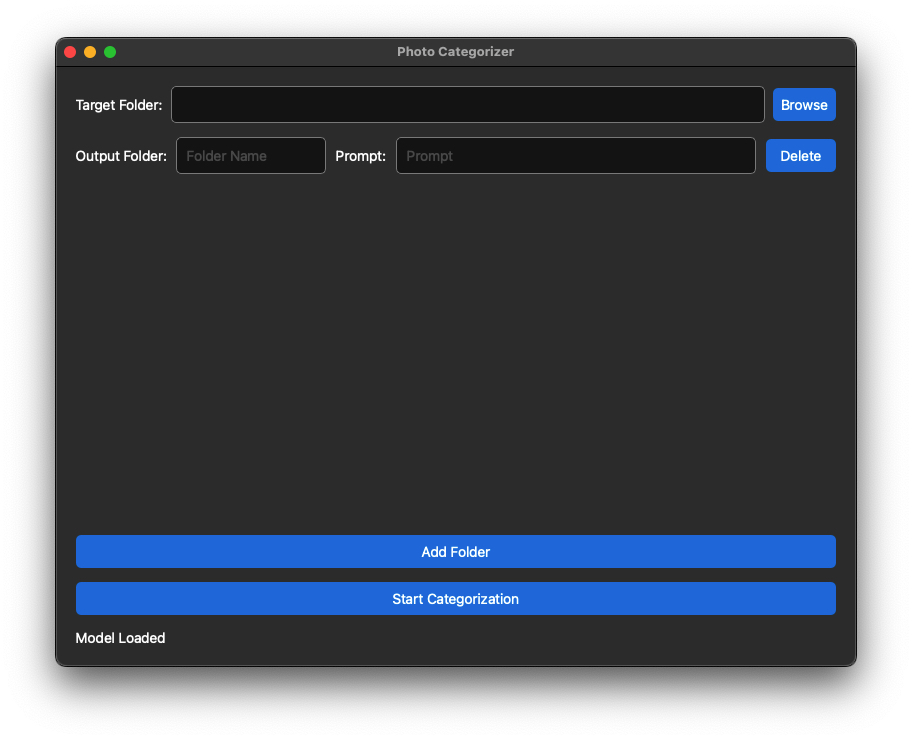 Photo Categorizer
Target Folder: Browse
Output Folder: Folder Name Prompt: Prompt Delete
Add Folder
Start Categorization
Model Loaded